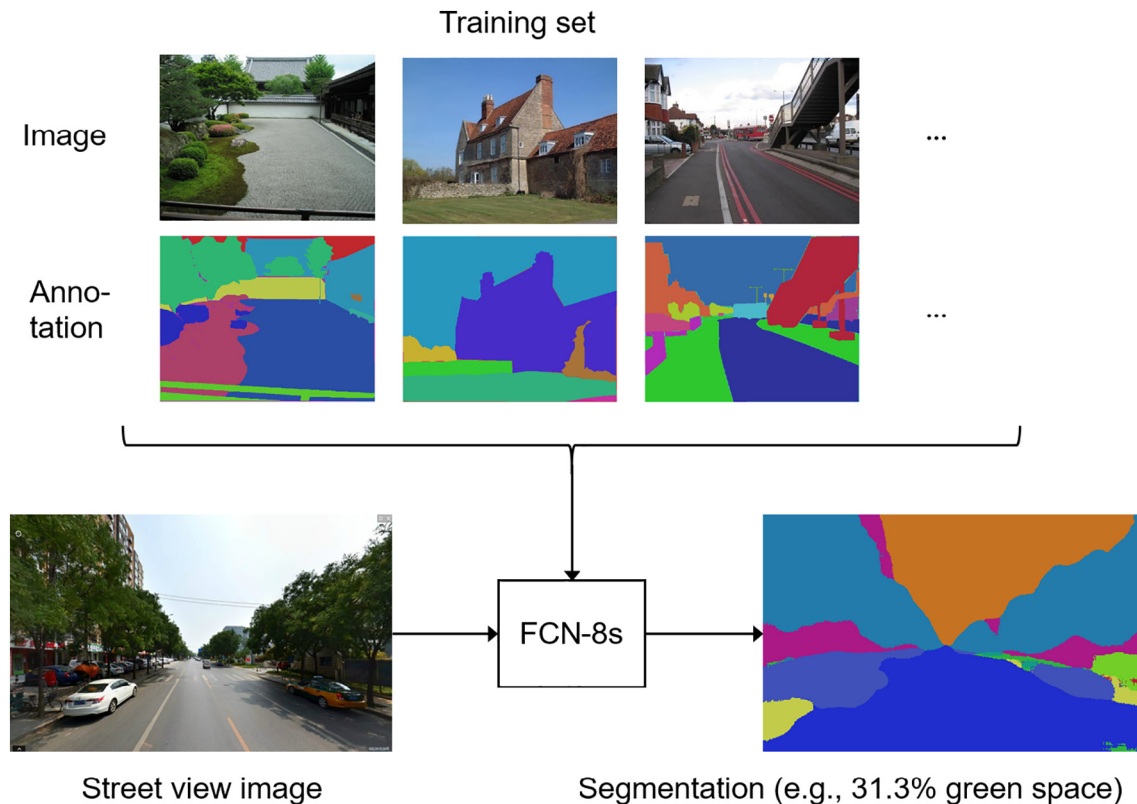 Training set
Image
...
Anno-
tation
...
FCN-8s
Street view image
Segmentation (e.g., 31.3% green space)